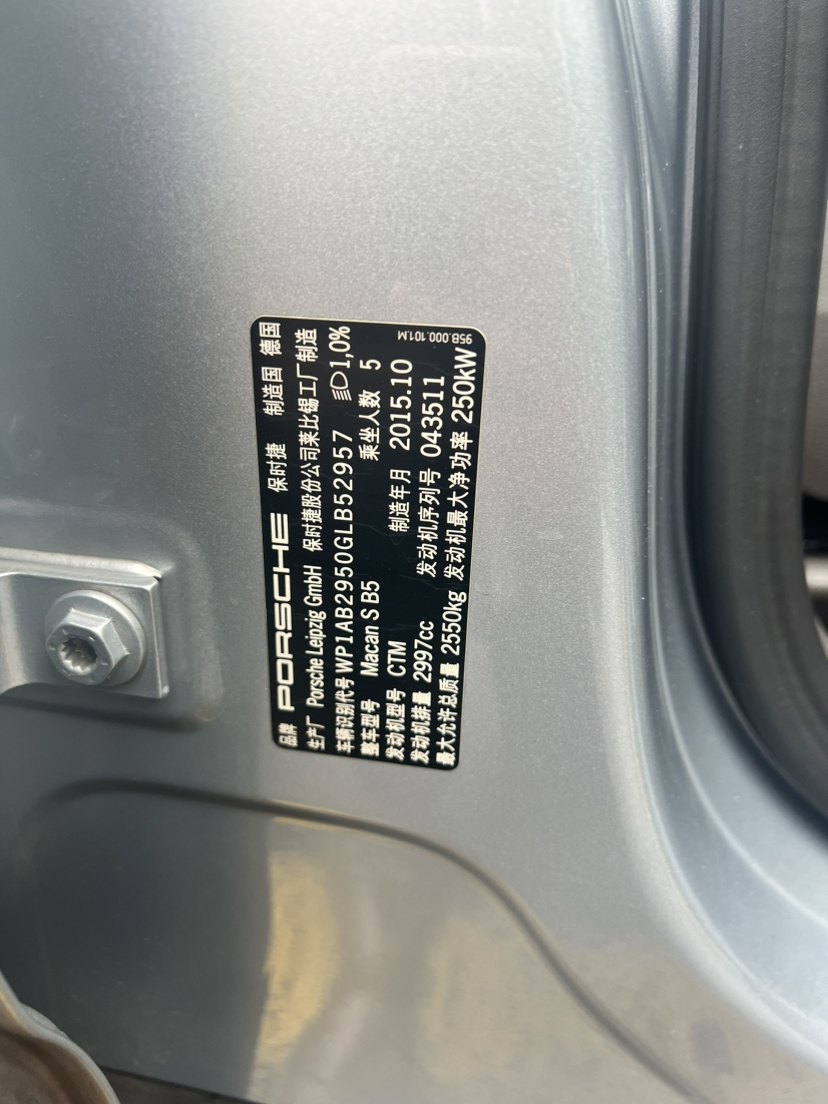 品牌 PORSCHE 保时捷 制造国 德国
生产厂 Porsche Leipzig GmbH 保时捷股份公司莱比锡工厂制造
车辆识别代号 WP1AB2950GLB52957 1,0%
整车型号 Macan S B5 乘坐人数 5
发动机型号 CTM 制造年月 2015.10
发动机排量 2997cc 发动机序列号 043511
最大允许总质量 2550kg 发动机最大净功率 250kW
95B.000.101.M